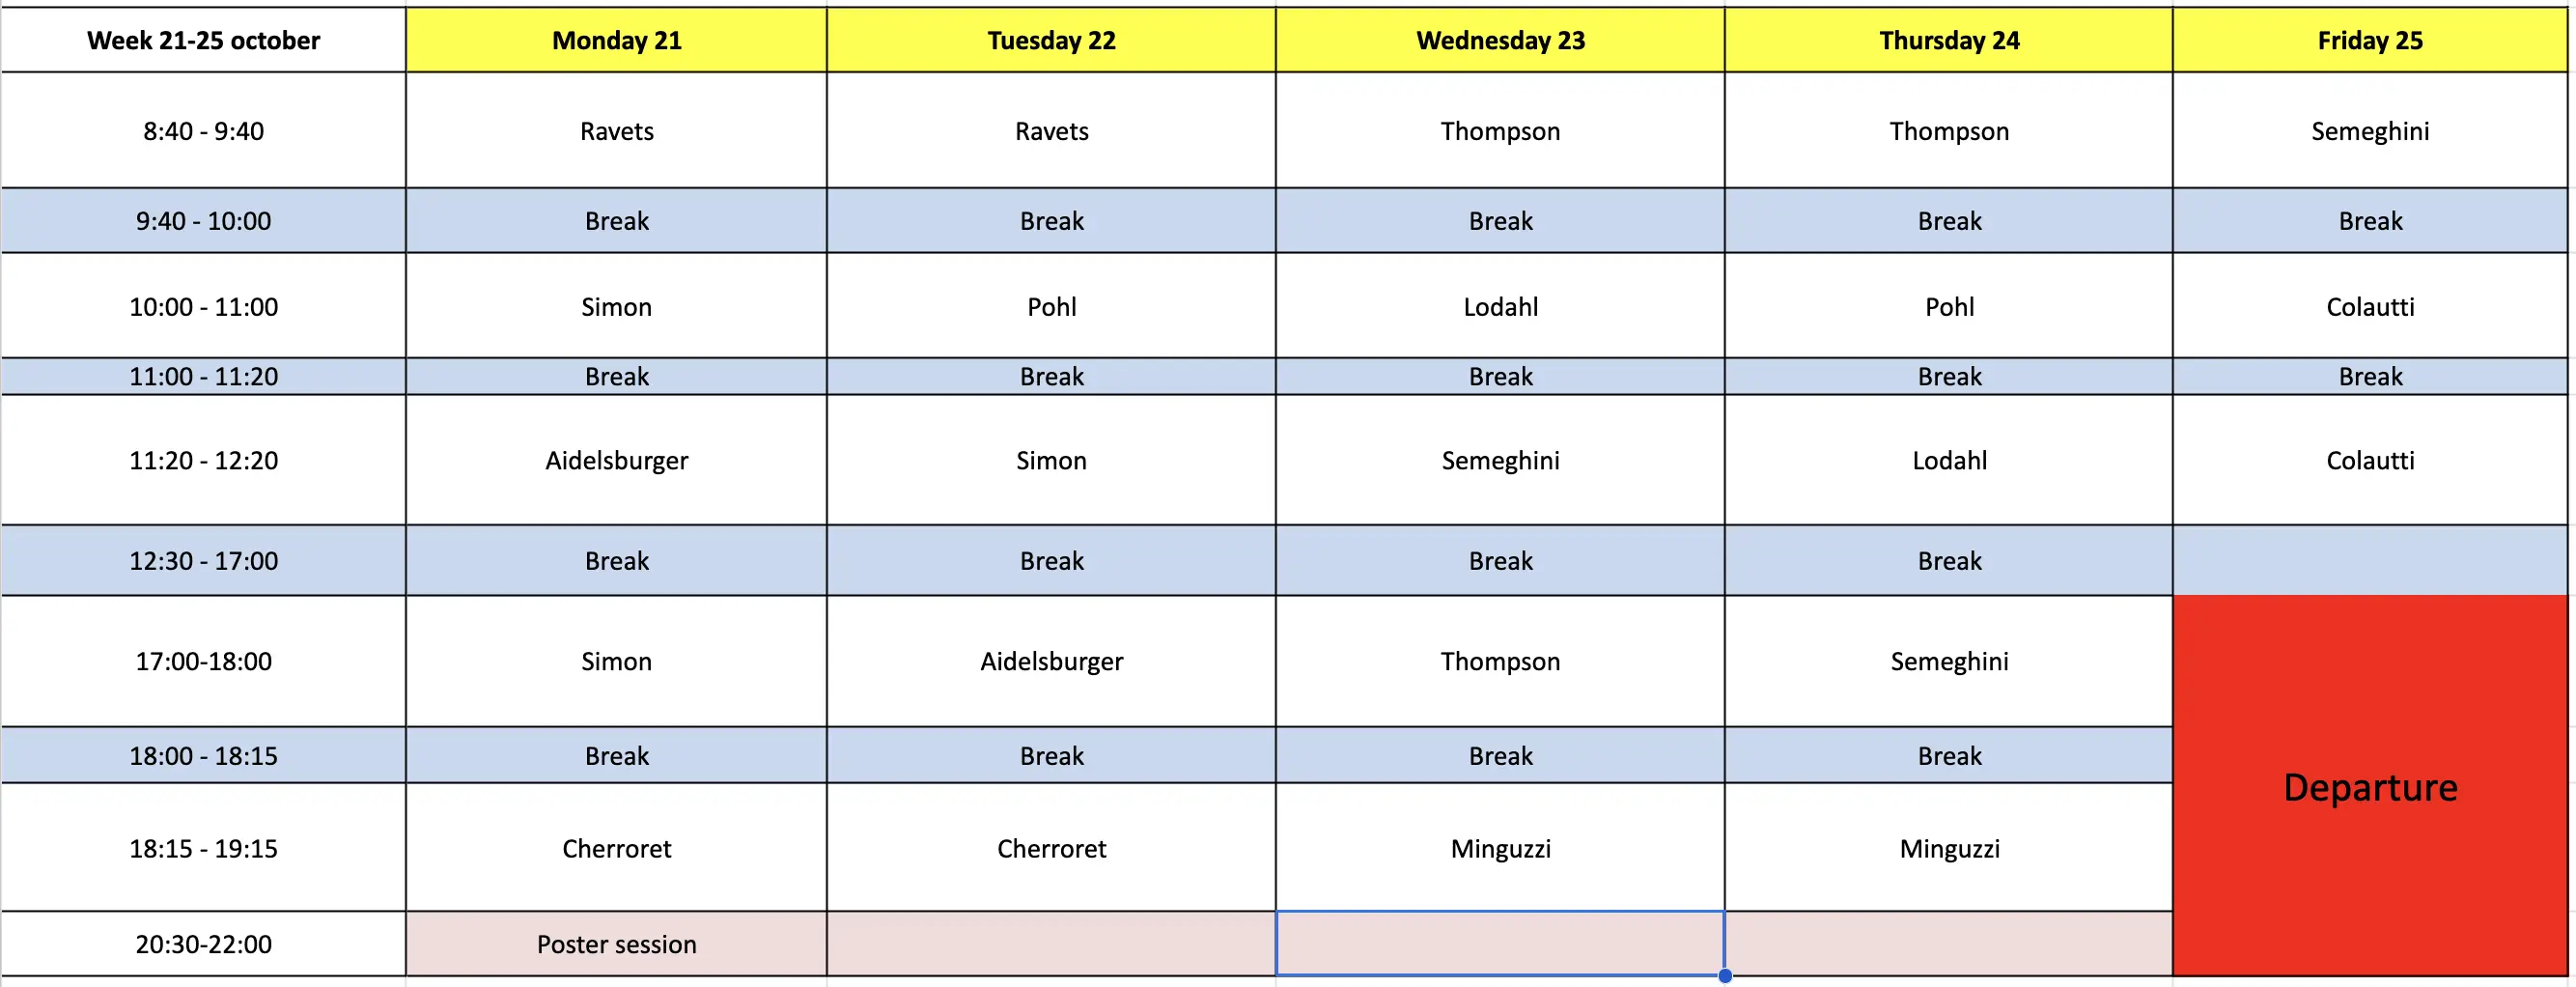 Week 21-25 october Monday 21 Tuesday 22 Wednesday 23 Thursday 24 Friday 25
8:40 - 9:40 Ravets Ravets Thompson Thompson Semeghini
9:40 - 10:00 Break Break Break Break Break
10:00 - 11:00 Simon Pohl Lodahl Pohl Colautti
11:00 - 11:20 Break Break Break Break Break
11:20 - 12:20 Aidelsburger Simon Semeghini Lodahl Colautti
12:30 - 17:00 Break Break Break Break
17:00-18:00 Simon Aidelsburger Thompson Semeghini
18:00 - 18:15 Break Break Break Break
Departure
18:15 - 19:15 Cherroret Cherroret Minguzzi Minguzzi
20:30-22:00 Poster session